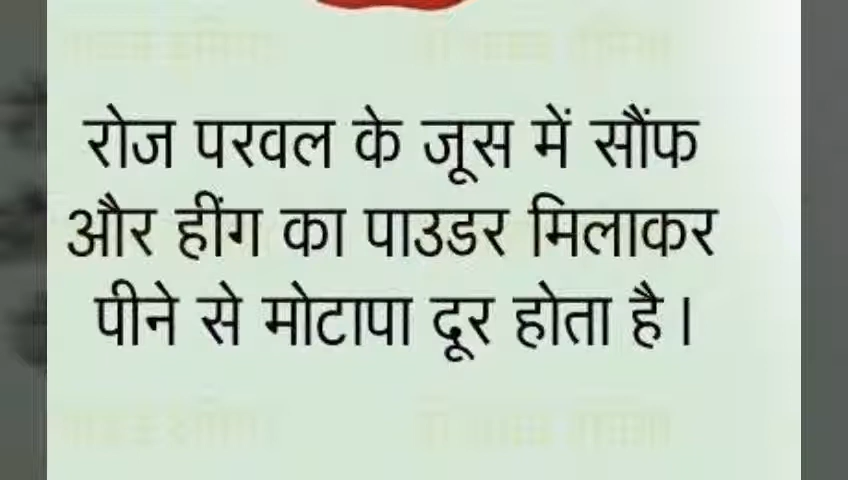 रोज परवल के जूस में सौंफ
और हींग का पाउडर मिलाकर
पीने से मोटापा दूर होता है।